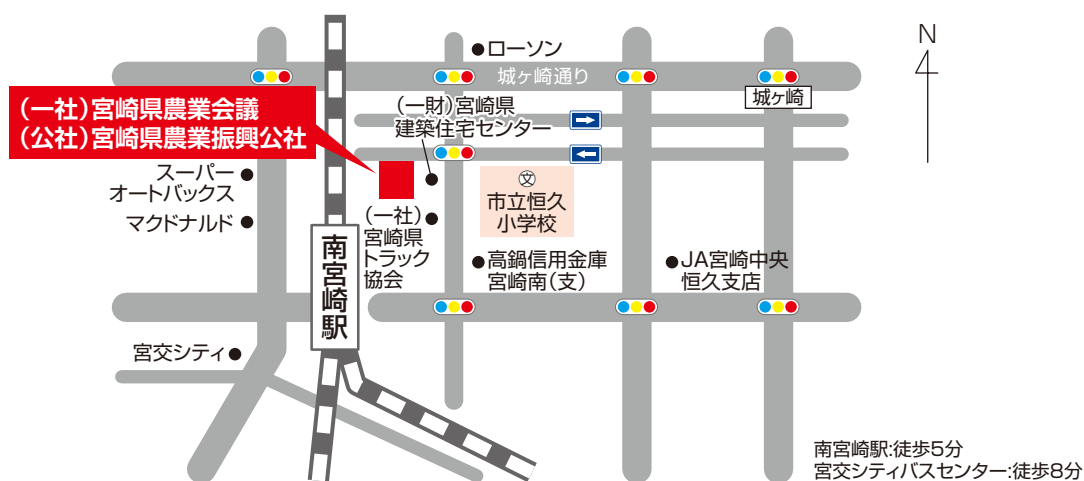 N
ローソン
城ヶ崎通り
城ヶ崎
(一社)宮崎県農業会議
(公社)宮崎県農業振興公社
(一財)宮崎県
建築住宅センター
スーパー
オートバックス
マクドナルド
文
市立恒久
小学校
(一社)
宮崎県
トラック
協会
高鍋信用金庫
宮崎南(支)
JA宮崎中央
恒久支店
南宮崎駅
宮交シティ
南宮崎駅:徒歩5分
宮交シティバスセンター:徒歩8分